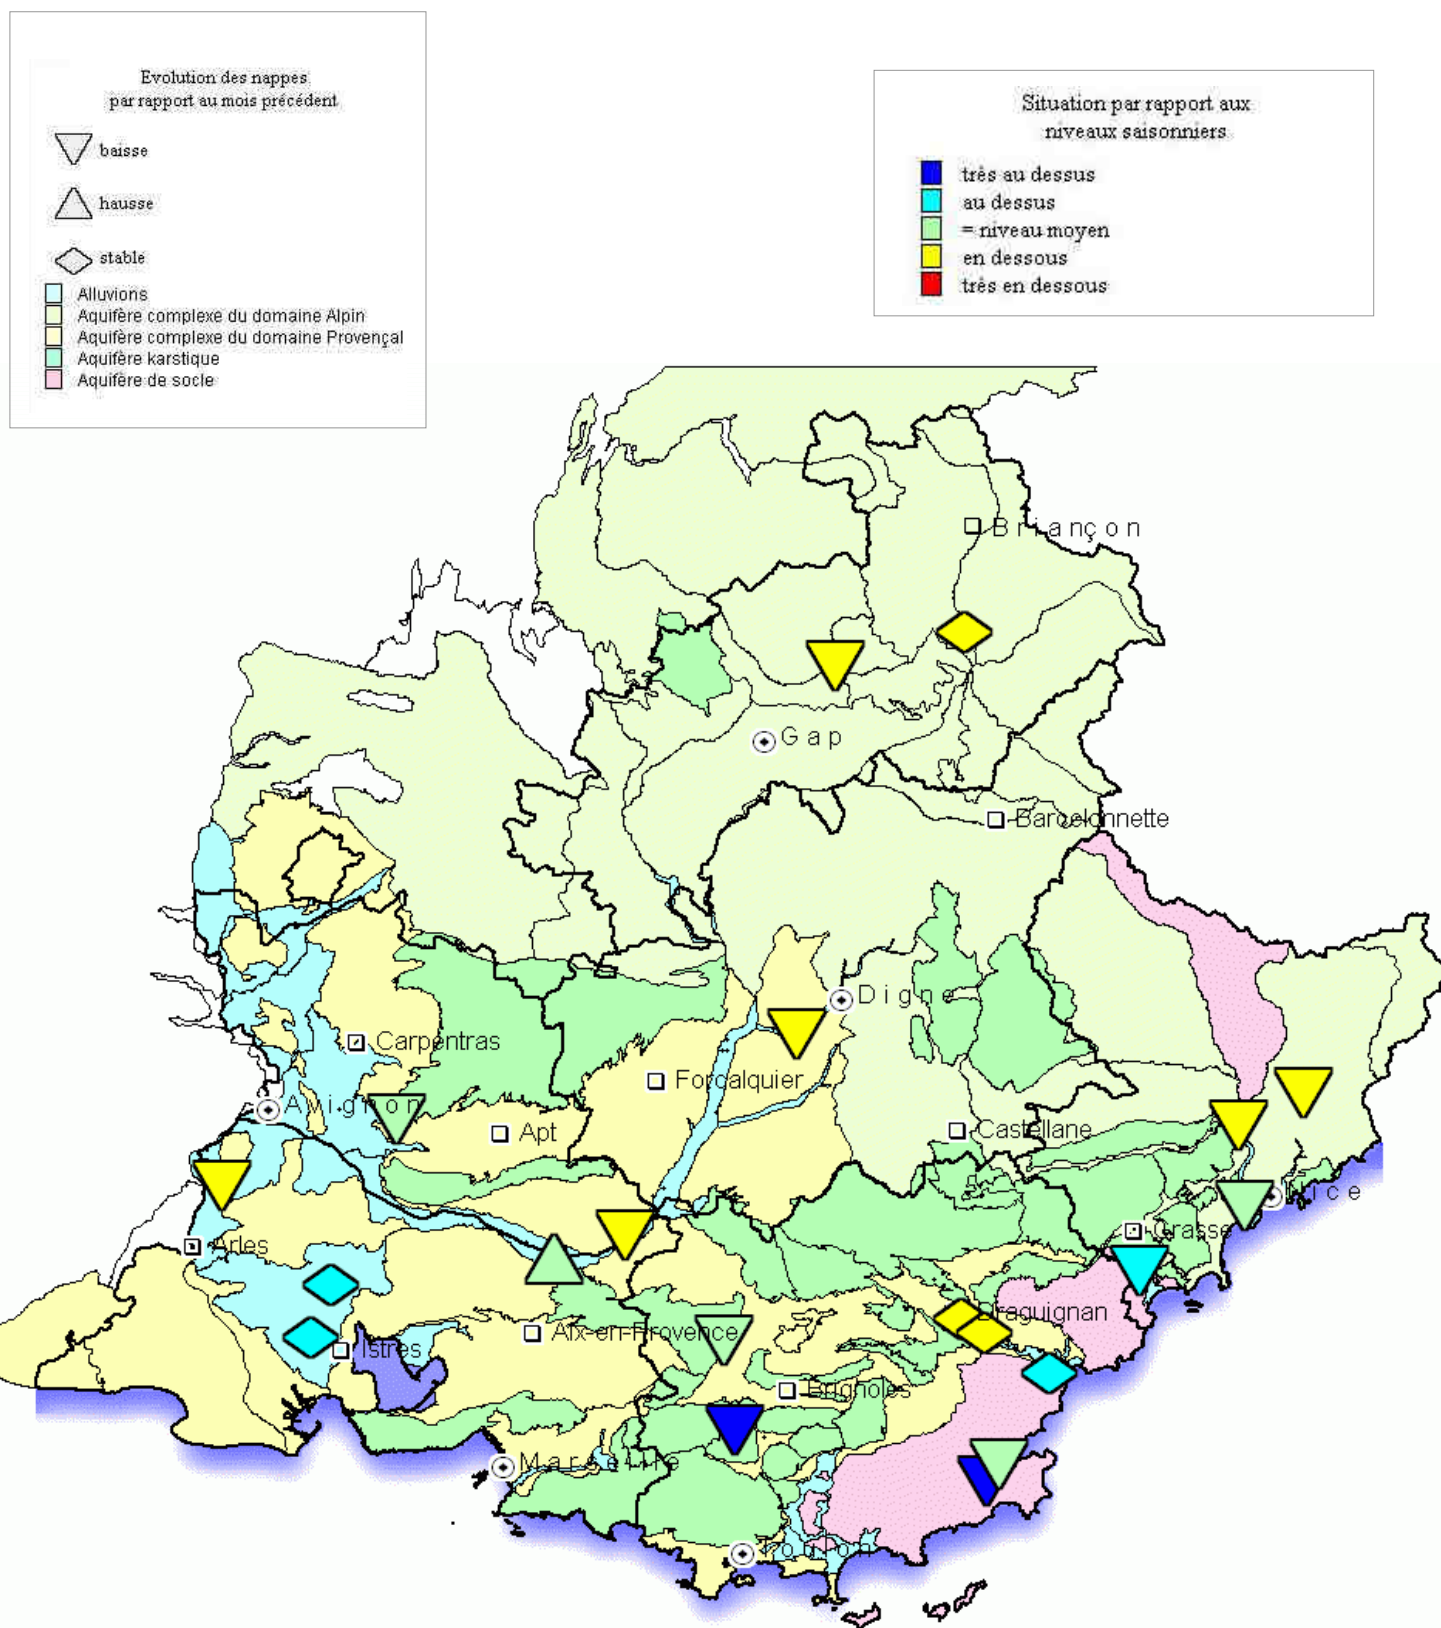 Evolution des nappes
par rapport au mois précédent
baisse
hausse
stable
Alluvions
Aquifère complexe du domaine Alpin
Aquifère complexe du domaine Provençal
Aquifère karstique
Aquifère de socle
Situation par rapport aux
niveaux saisonniers
très au dessus
au dessus
= niveau moyen
en dessous
très en dessous
Briançon
Gap
Barcelonnette
Digne
Carpentras
Forcalquier
Avignon
Apt
Castellane
Nice
Grasse
Arles
Draguignan
Aix-en-Provence
Istres
Brignoles
Marseille
Toulon